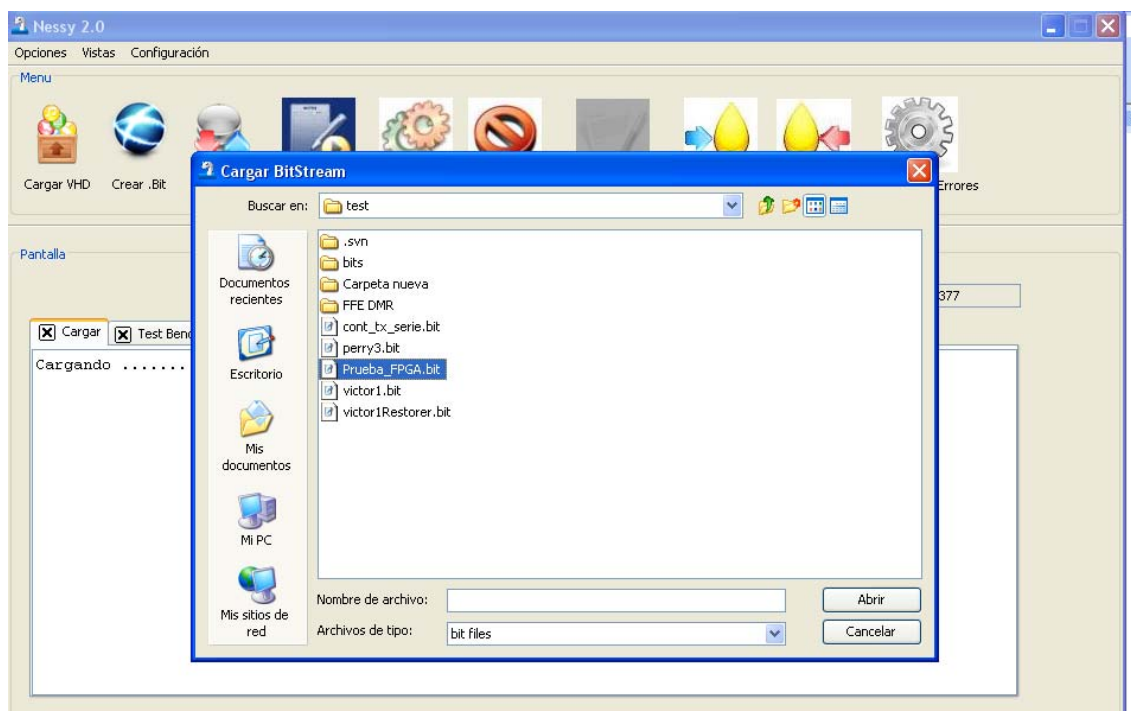 Nessy 2.0
Opciones Vistas Configuración
Menu
Cargar VHD Crear .Bit Errores
Cargar BitStream
Buscar en: test
Documentos
recientes
Escritorio
Mis
documentos
Mi PC
Mis sitios de
red
.svn
bits
Carpeta nueva
FFE DMR
cont_tx_serie.bit
perry3.bit
Prueba_FPGA.bit
victor1.bit
victor1Restorer.bit
Nombre de archivo: Abrir
Archivos de tipo: bit files Cancelar
Pantalla
377
Cargar Test Benc
Cargando .......